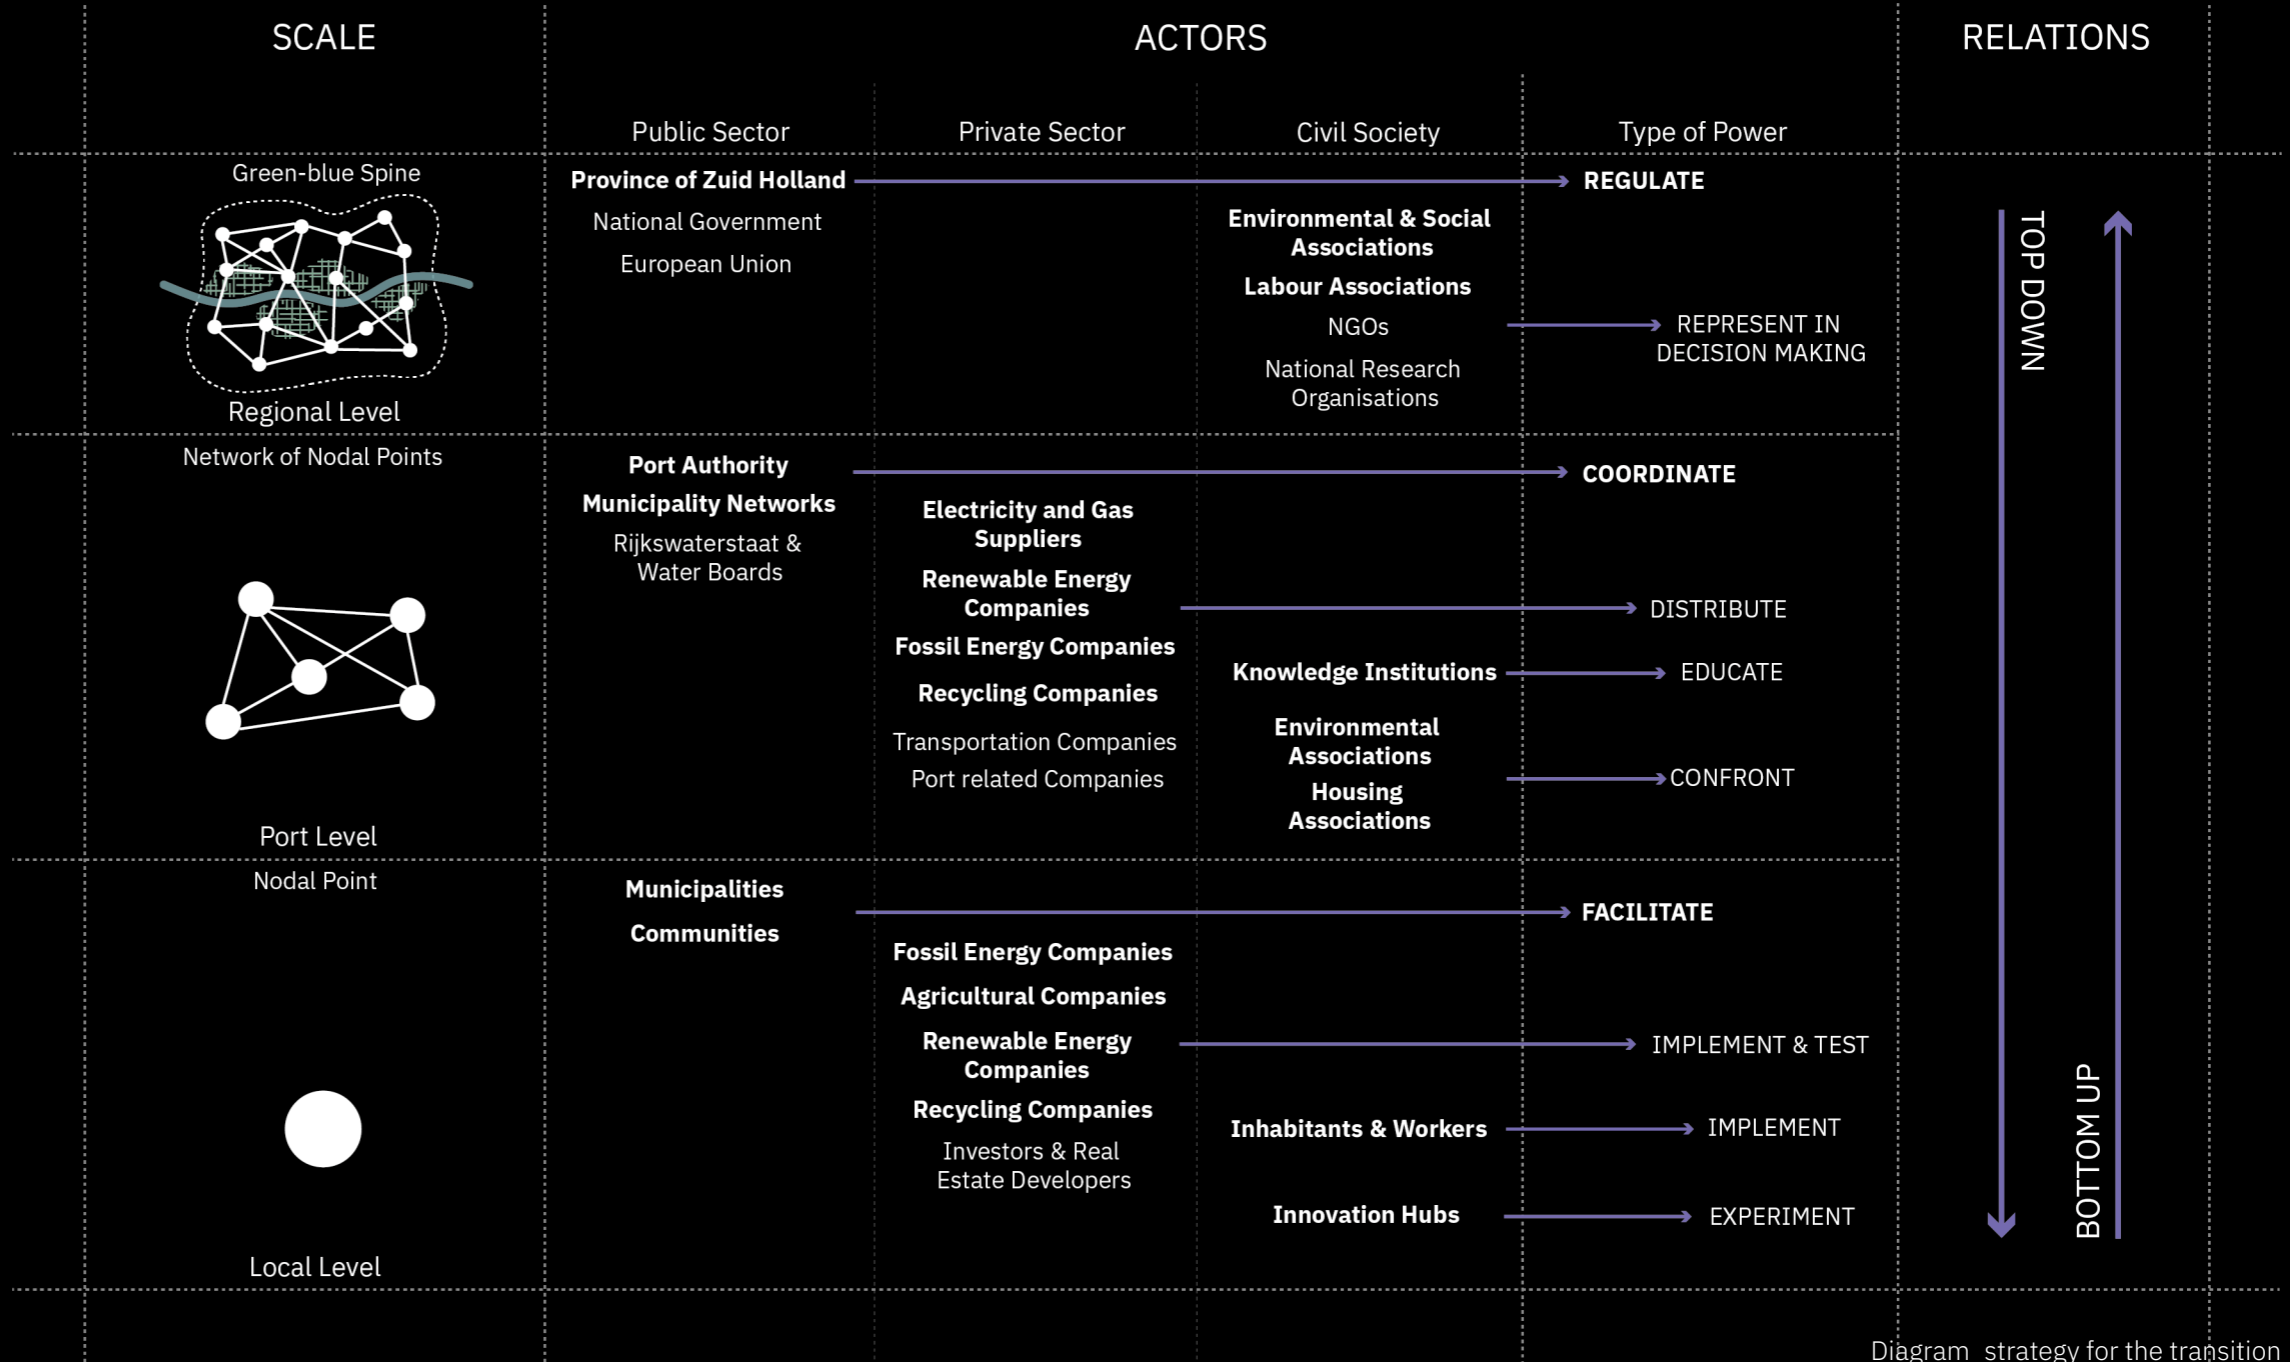 SCALE
ACTORS
RELATIONS
Public Sector
Private Sector
Civil Society
Type of Power
Green-blue Spine
Regional Level
Province of Zuid Holland
National Government
European Union
Environmental & Social
Associations
Labour Associations
NGOs
National Research
Organisations
REGULATE
REPRESENT IN
DECISION MAKING
Network of Nodal Points
Port Level
Port Authority
Municipality Networks
Rijkswaterstaat &
Water Boards
Electricity and Gas
Suppliers
Renewable Energy
Companies
Fossil Energy Companies
Recycling Companies
Transportation Companies
Port related Companies
Knowledge Institutions
Environmental
Associations
Housing
Associations
COORDINATE
DISTRIBUTE
EDUCATE
CONFRONT
Nodal Point
Local Level
Municipalities
Communities
Fossil Energy Companies
Agricultural Companies
Renewable Energy
Companies
Recycling Companies
Investors & Real
Estate Developers
Inhabitants & Workers
Innovation Hubs
FACILITATE
IMPLEMENT & TEST
IMPLEMENT
EXPERIMENT
TOP DOWN
BOTTOM UP
Diagram strategy for the transition